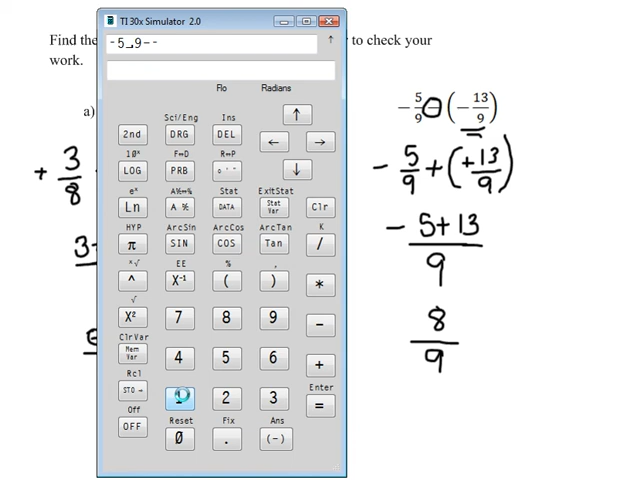 TI 30x Simulator 2.0
Find the
to check your
work.
-5⌟9--
↑
Flo Radians
a)
Sci/Eng Ins
2nd DRG DEL ↑
10ˣ F↔D R↔P
LOG PRB ° ' " ← → ↓
eˣ A⅟₂↔% Stat ExitStat
Ln A % DATA Stat Var Clr
HYP ArcSin ArcCos ArcTan K
π SIN COS Tan /
ˣ√ EE % ,
^ X⁻¹ ( ) *
√
X² 7 8 9 −
ClrVar
Mem Var 4 5 6 +
Rcl Enter
STO → 1 2 3 =
Off Reset Fix Ans
OFF 0 . (-)
+ 3/8
3
- 5/9 - (- 13/9)
- 5/9 + (+13/9)
- 5+13
9
8
9